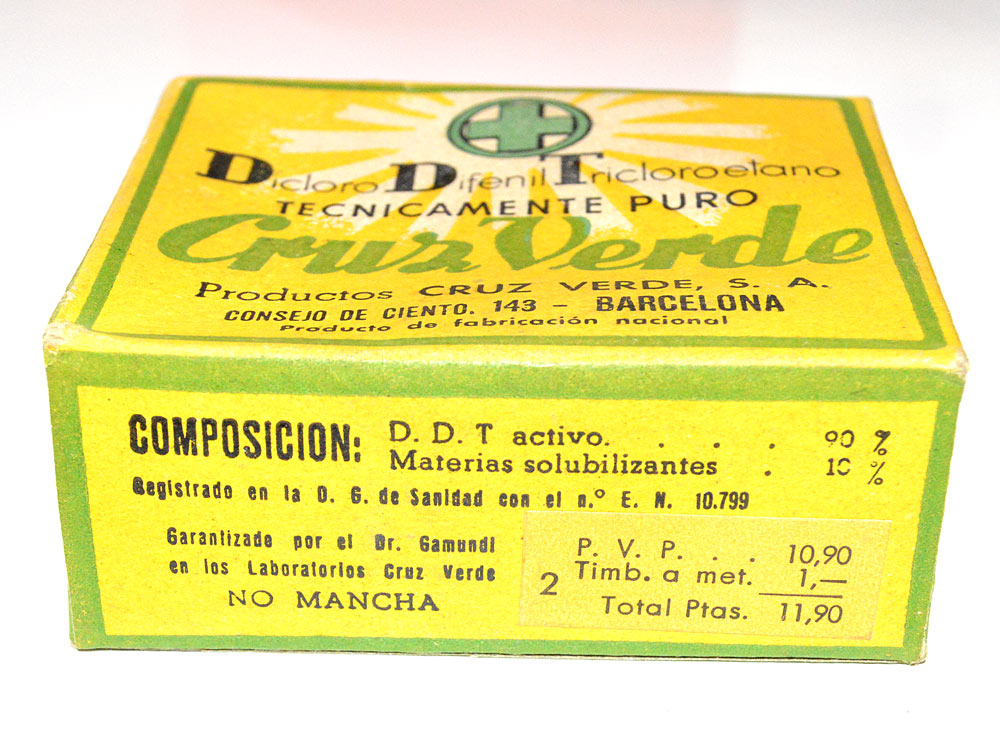 Dicloro Difenil Tricloroetano
TECNICAMENTE PURO
Cruz Verde
Productos CRUZ VERDE, S. A.
CONSEJO DE CIENTO. 143 - BARCELONA
Producto de fabricación nacional
COMPOSICION:
D. D. T activo. . . . 90 %
Materias solubilizantes . 10 %
Registrado en la D. G. de Sanidad con el n.º E. N. 10.799
Garantizado por el Dr. Gamundi
en los Laboratorios Cruz Verde
NO MANCHA
2
P. V. P. . . 10,90
Timb. a met. 1,—
Total Ptas. 11,90